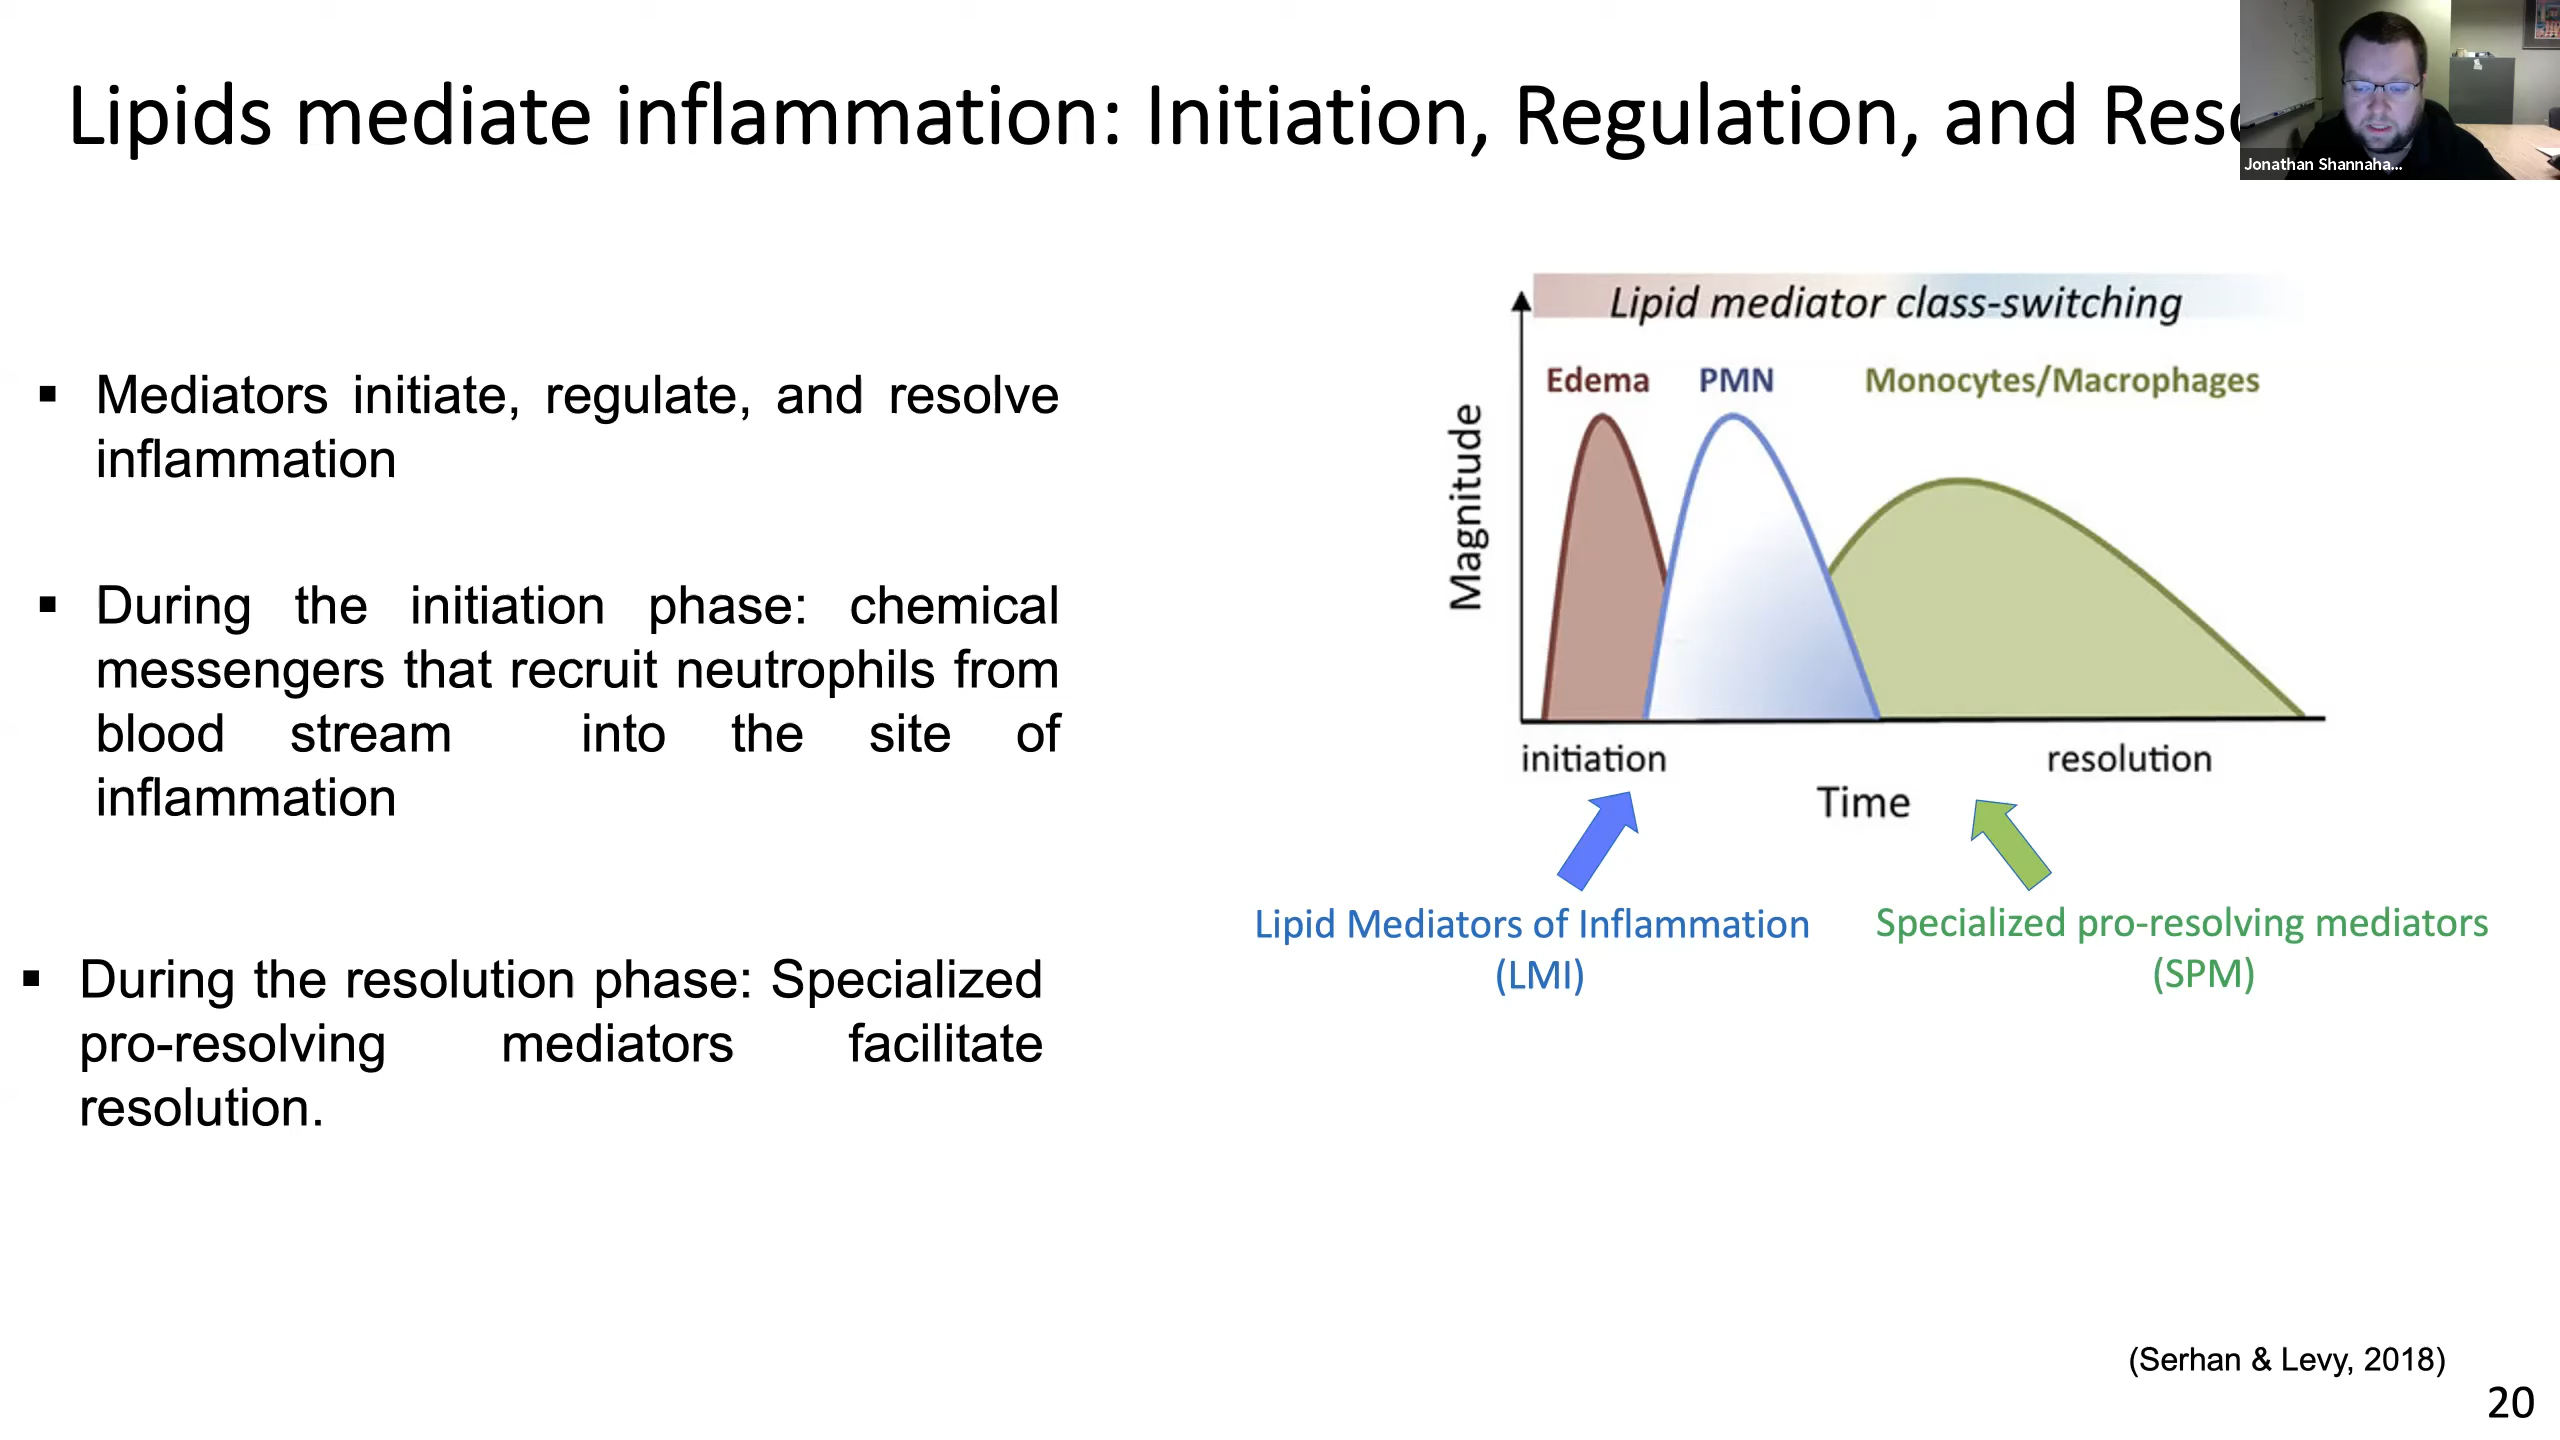 Lipids mediate inflammation: Initiation, Regulation, and
Jonathan Shannaha...
▪ Mediators initiate, regulate, and resolve
inflammation
▪ During the initiation phase: chemical
messengers that recruit neutrophils from
blood stream into the site of
inflammation
▪ During the resolution phase: Specialized
pro-resolving mediators facilitate
resolution.
Lipid mediator class-switching
Edema PMN Monocytes/Macrophages
Magnitude
initiation resolution
Time
Lipid Mediators of Inflammation
(LMI)
Specialized pro-resolving mediators
(SPM)
(Serhan & Levy, 2018)
20